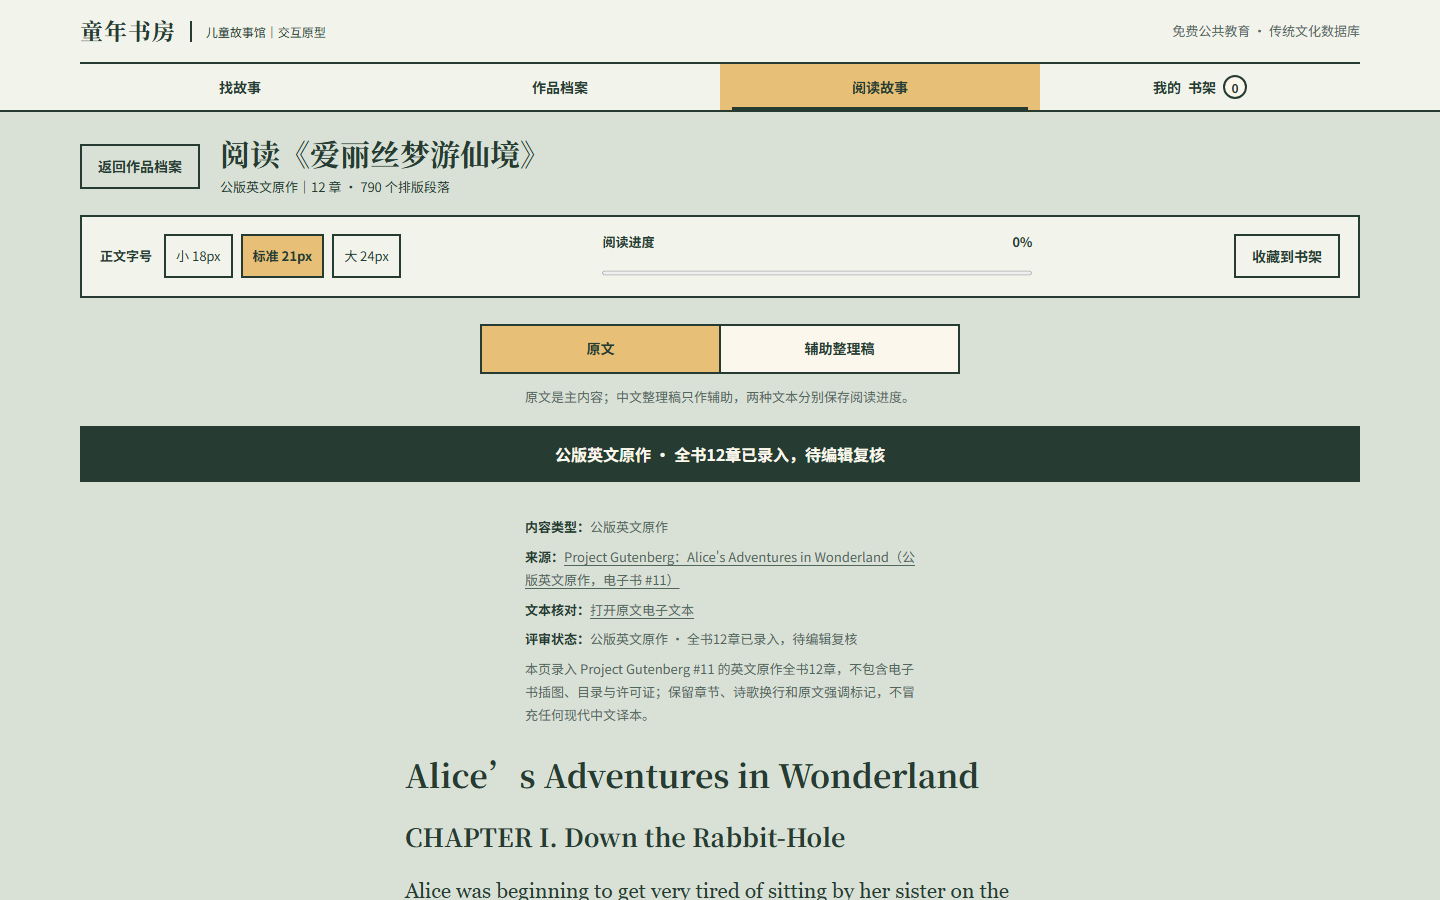 童年书房
儿童故事馆｜交互原型
免费公共教育 · 传统文化数据库
找故事
作品档案
阅读故事
我的 书架 0
返回作品档案
阅读《爱丽丝梦游仙境》
公版英文原作｜12 章 · 790 个排版段落
正文字号
小 18px
标准 21px
大 24px
阅读进度
0%
收藏到书架
原文
辅助整理稿
原文是主内容；中文整理稿只作辅助，两种文本分别保存阅读进度。
公版英文原作 · 全书12章已录入，待编辑复核
内容类型：公版英文原作
来源：Project Gutenberg：Alice's Adventures in Wonderland（公
版英文原作，电子书 #11）
文本核对：打开原文电子文本
评审状态：公版英文原作 · 全书12章已录入，待编辑复核
本页录入 Project Gutenberg #11 的英文原作全书12章，不包含电子
书插图、目录与许可证；保留章节、诗歌换行和原文强调标记，不冒
充任何现代中文译本。
Alice’s Adventures in Wonderland
CHAPTER I. Down the Rabbit-Hole
Alice was beginning to get very tired of sitting by her sister on the